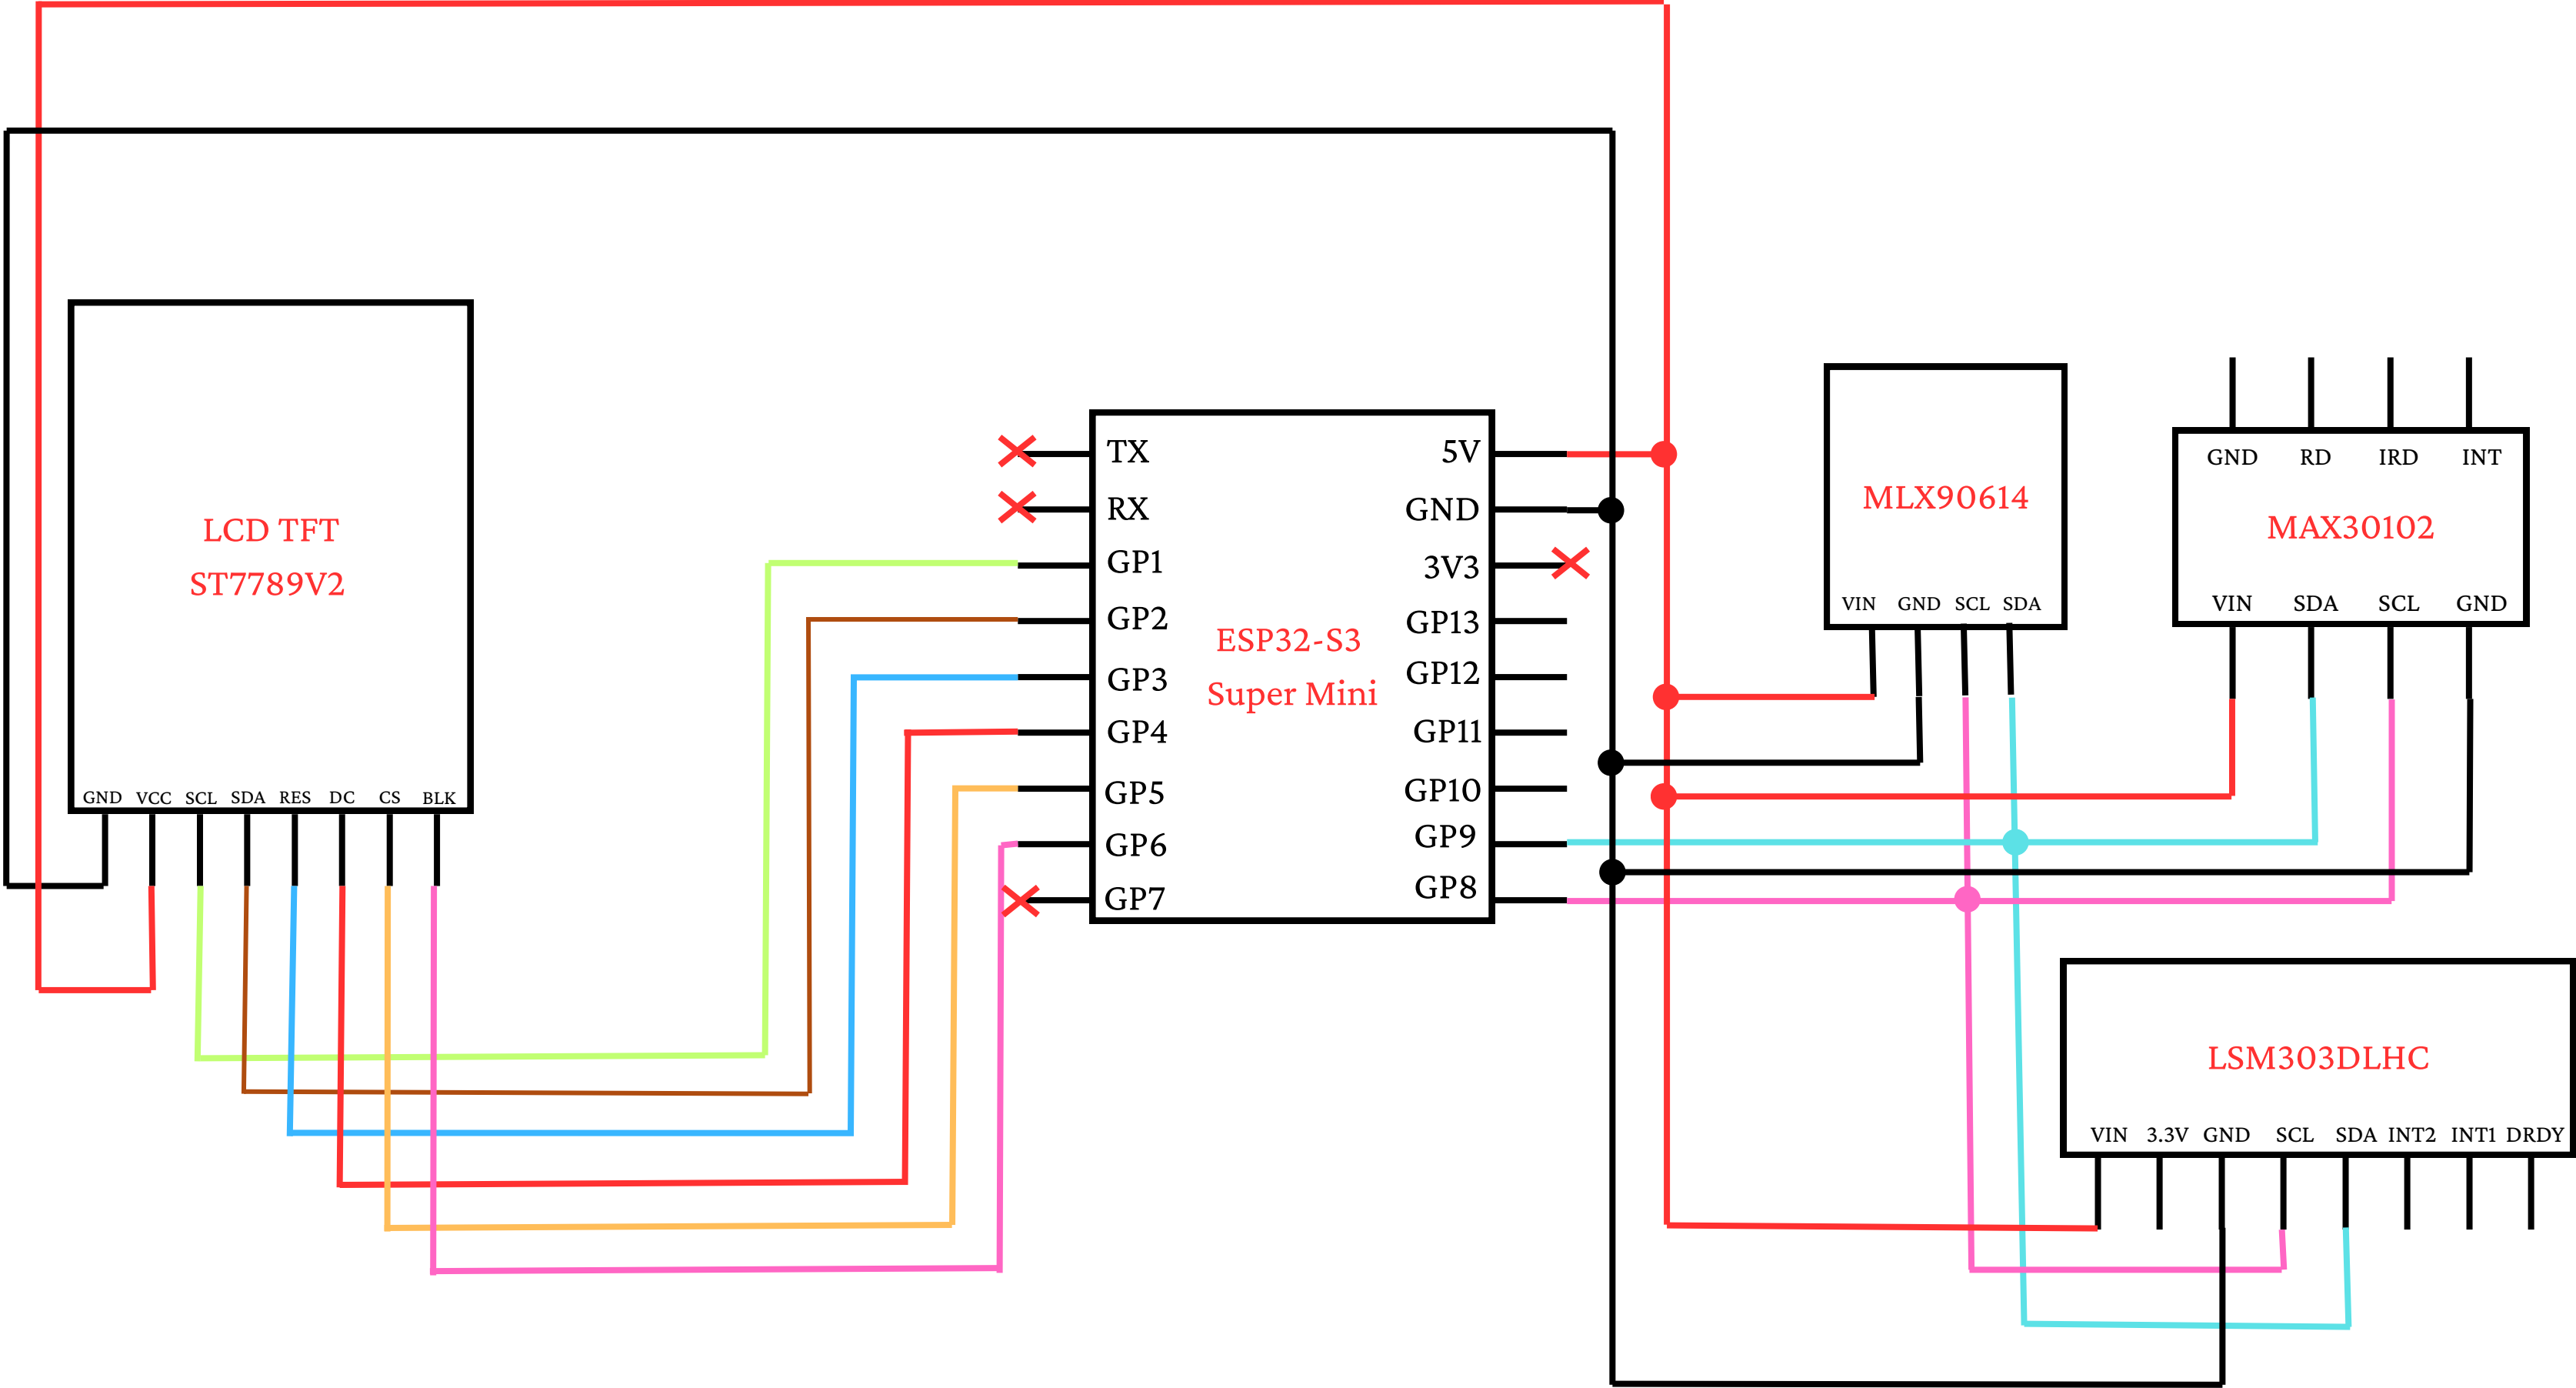 LCD TFT
ST7789V2
GND VCC SCL SDA RES DC CS BLK
TX
RX
GP1
GP2
GP3
GP4
GP5
GP6
GP7
ESP32-S3
Super Mini
5V
GND
3V3
GP13
GP12
GP11
GP10
GP9
GP8
MLX90614
VIN GND SCL SDA
GND RD IRD INT
MAX30102
VIN SDA SCL GND
LSM303DLHC
VIN 3.3V GND SCL SDA INT2 INT1 DRDY